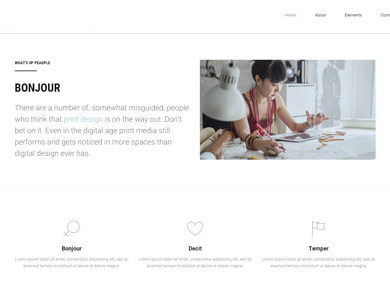 Home About Elements Cont
WHAT'S UP PEOPLE
BONJOUR
There are a number of, somewhat misguided, people
who think that print design is on the way out. Don't
bet on it. Even in the digital age print media still
performs and gets noticed in more spaces than
digital design ever has.
Bonjour Decit Temper
Lorem ipsum dolor sit amet, consectetur adipiscing elit, sed do Lorem ipsum dolor sit amet, consectetur adipiscing elit, sed do Lorem ipsum dolor sit amet, consectetur adipiscing elit, sed do
eiusmod tempor incididunt ut labore et dolore magna. eiusmod tempor incididunt ut labore et dolore magna. eiusmod tempor incididunt ut labore et dolore magna.